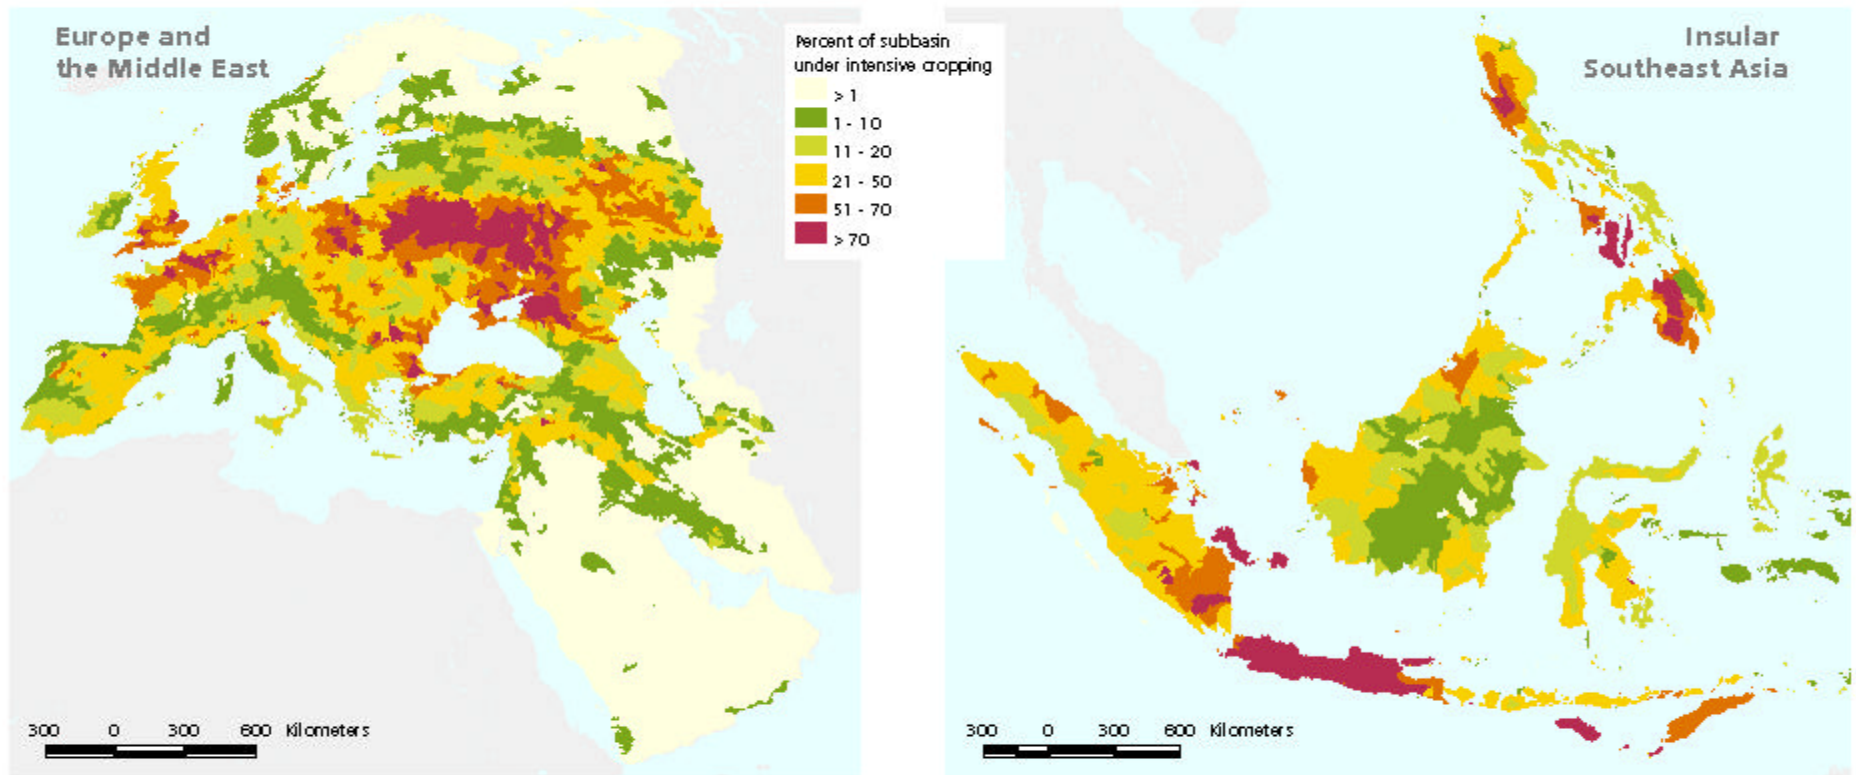 Europe and
the Middle East
Percent of subbasin
under intensive cropping
> 1
1 - 10
11 - 20
21 - 50
51 - 70
> 70
300 0 300 600 Kilometers
Insular
Southeast Asia
300 0 300 600 Kilometers